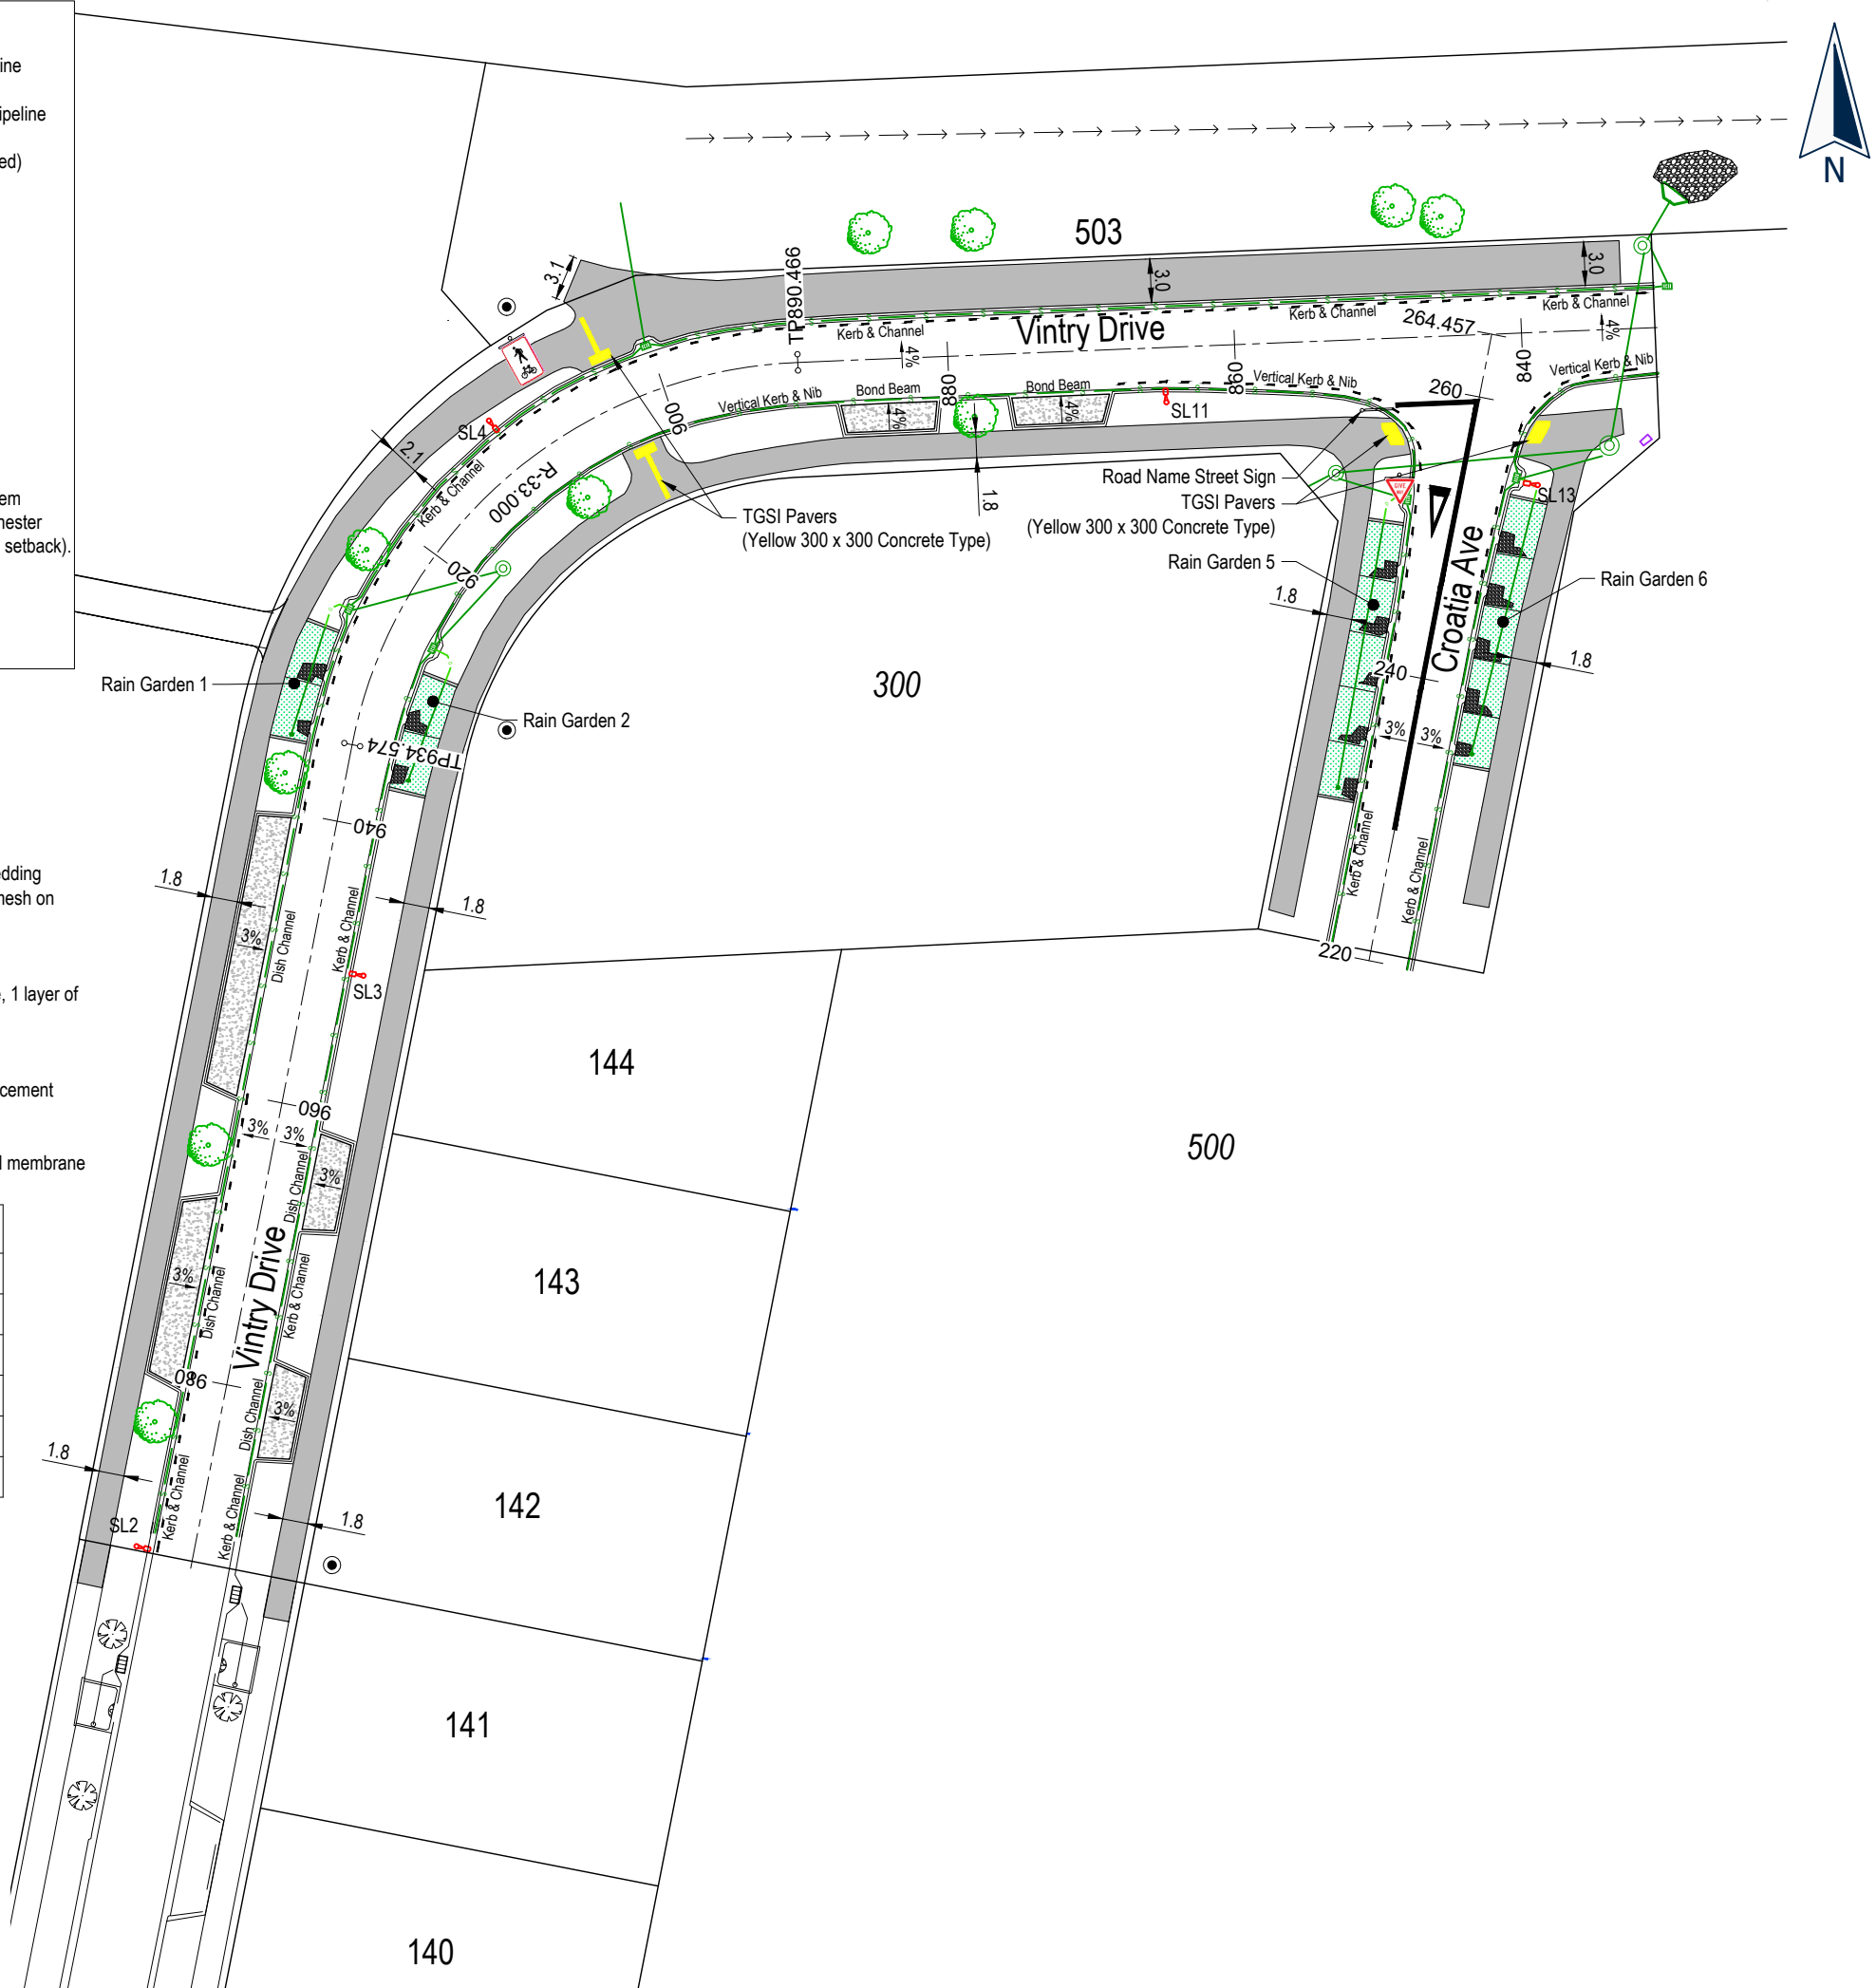 ine
ipeline
ed)
em
nester
setback).
edding
nesh on
e, 1 layer of
cement
l membrane
N
503
3.1
TP890.466
3.0
3.0
Kerb & Channel
Kerb & Channel
Kerb & Channel
Vintry Drive
264.457
4%
4%
840
880
860
900
Vertical Kerb & Nib
Bond Beam
Bond Beam
Vertical Kerb & Nib
Vertical Kerb & Nib
260
4%
4%
SL11
SL4
2.1
Kerb & Channel
R-33.000
1.8
Road Name Street Sign
TGSI Pavers
(Yellow 300 x 300 Concrete Type)
TGSI Pavers
(Yellow 300 x 300 Concrete Type)
GIVE WAY
SL13
Rain Garden 5
Rain Garden 6
1.8
1.8
Croatia Ave
240
3%
3%
Kerb & Channel
Kerb & Channel
220
920
Rain Garden 1
Rain Garden 2
TP934.574
300
940
1.8
1.8
3%
Dish Channel
Kerb & Channel
SL3
960
3%
3%
3%
Dish Channel
144
500
143
3%
Dish Channel
Vintry Drive
Kerb & Channel
980
3%
Dish Channel
1.8
1.8
Kerb & Channel
Kerb & Channel
SL2
142
141
140